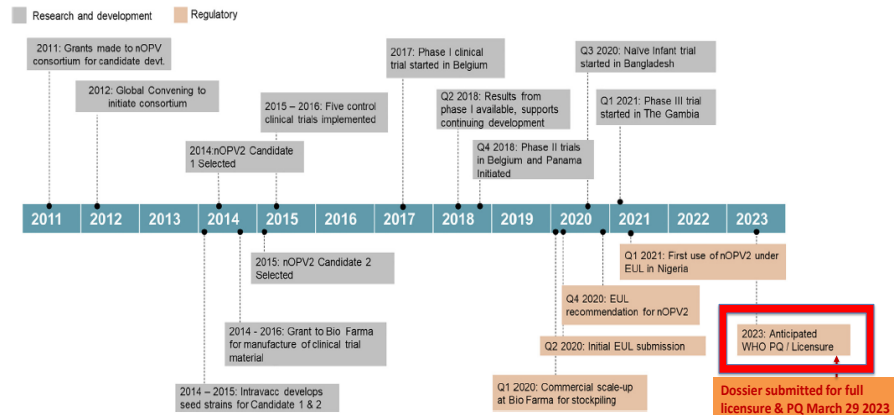 Research and development
Regulatory
2011: Grants made to nOPV
consortium for candidate devt.
2012: Global Convening to
initiate consortium
2014:nOPV2 Candidate
1 Selected
2015 – 2016: Five control
clinical trials implemented
2017: Phase I clinical
trial started in Belgium
Q2 2018: Results from
phase I available, supports
continuing development
Q4 2018: Phase II trials
in Belgium and Panama
Initiated
Q3 2020: Naïve Infant trial
started in Bangladesh
Q1 2021: Phase III trial
started in The Gambia
2011
2012
2013
2014
2015
2016
2017
2018
2019
2020
2021
2022
2023
2015: nOPV2 Candidate 2
Selected
2014 - 2016: Grant to Bio Farma
for manufacture of clinical trial
material
2014 – 2015: Intravacc develops
seed strains for Candidate 1 & 2
Q1 2021: First use of nOPV2 under
EUL in Nigeria
Q4 2020: EUL
recommendation for nOPV2
Q2 2020: Initial EUL submission
Q1 2020: Commercial scale-up
at Bio Farma for stockpiling
2023: Anticipated
WHO PQ / Licensure
Dossier submitted for full
licensure & PQ March 29 2023